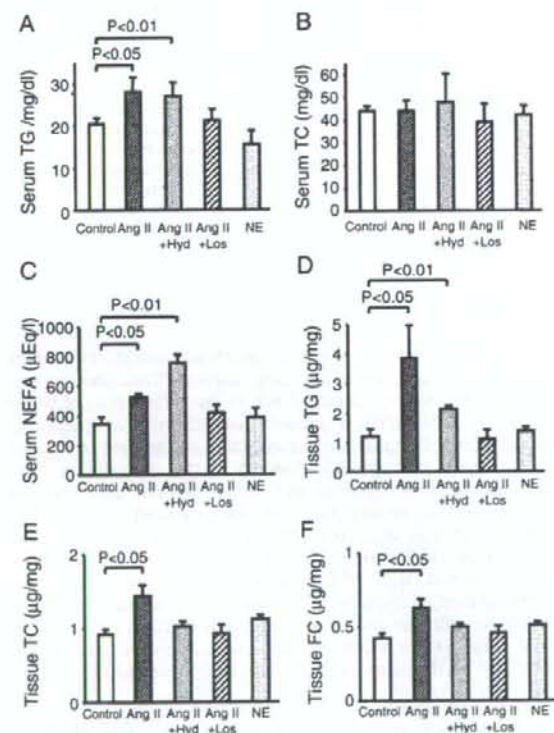 A
P<0.01
P<0.05
Serum TG /mg/dl)
30
20
10
0
Control Ang II Ang II Ang II NE
+Hyd +Los
B
Serum TC (mg/dl)
60
50
40
30
20
10
0
Control Ang II Ang II Ang II NE
+Hyd +Los
C
P<0.01
P<0.05
Serum NEFA (µEq/l)
1000
800
600
400
200
0
Control Ang II Ang II Ang II NE
+Hyd +Los
D
P<0.01
P<0.05
Tissue TG (µg/mg)
5
4
3
2
1
0
Control Ang II Ang II Ang II NE
+Hyd +Los
E
P<0.05
Tissue TC (µg/mg)
2
1
0
Control Ang II Ang II Ang II NE
+Hyd +Los
F
P<0.05
Tissue FC (µg/mg)
1
0.5
0
Control Ang II Ang II Ang II NE
+Hyd +Los